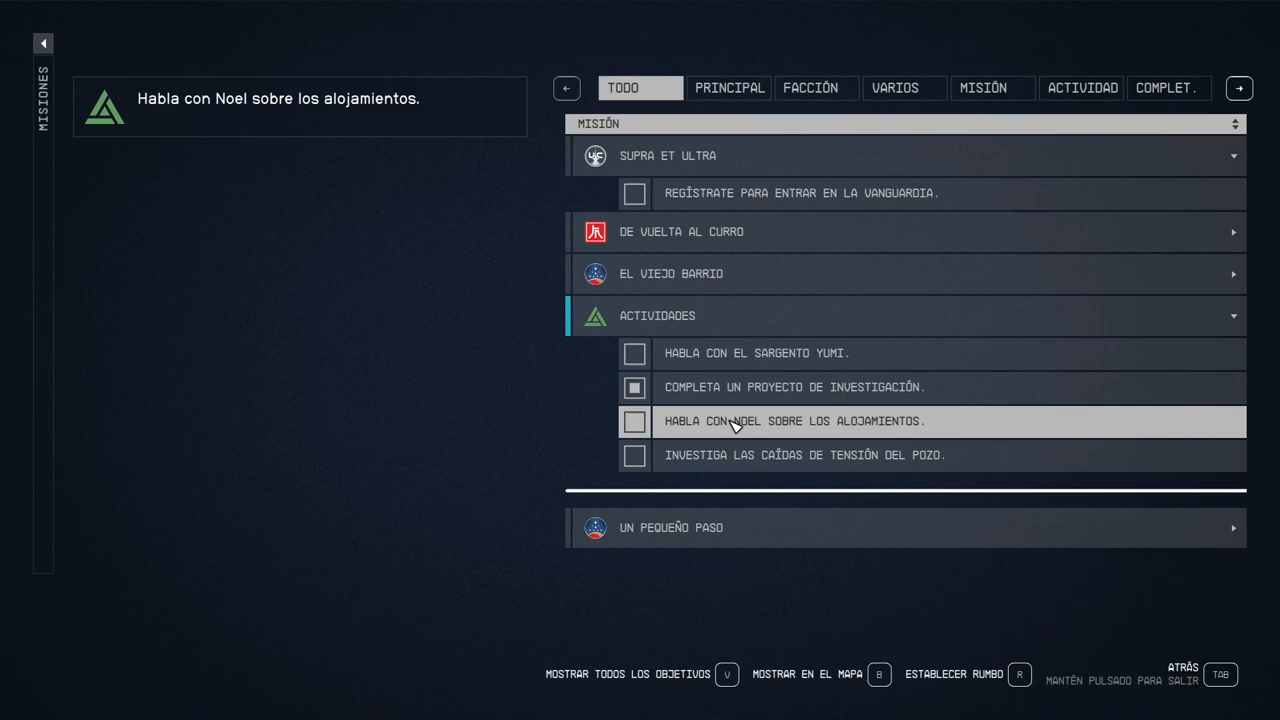 MISIONES
Habla con Noel sobre los alojamientos.
TODO PRINCIPAL FACCIÓN VARIOS MISIÓN ACTIVIDAD COMPLET.
MISIÓN
SUPRA ET ULTRA
REGÍSTRATE PARA ENTRAR EN LA VANGUARDIA.
DE VUELTA AL CURRO
EL VIEJO BARRIO
ACTIVIDADES
HABLA CON EL SARGENTO YUMI.
COMPLETA UN PROYECTO DE INVESTIGACIÓN.
HABLA CON NOEL SOBRE LOS ALOJAMIENTOS.
INVESTIGA LAS CAÍDAS DE TENSIÓN DEL POZO.
UN PEQUEÑO PASO
MOSTRAR TODOS LOS OBJETIVOS V MOSTRAR EN EL MAPA B ESTABLECER RUMBO R ATRÁS TAB
MANTÉN PULSADO PARA SALIR